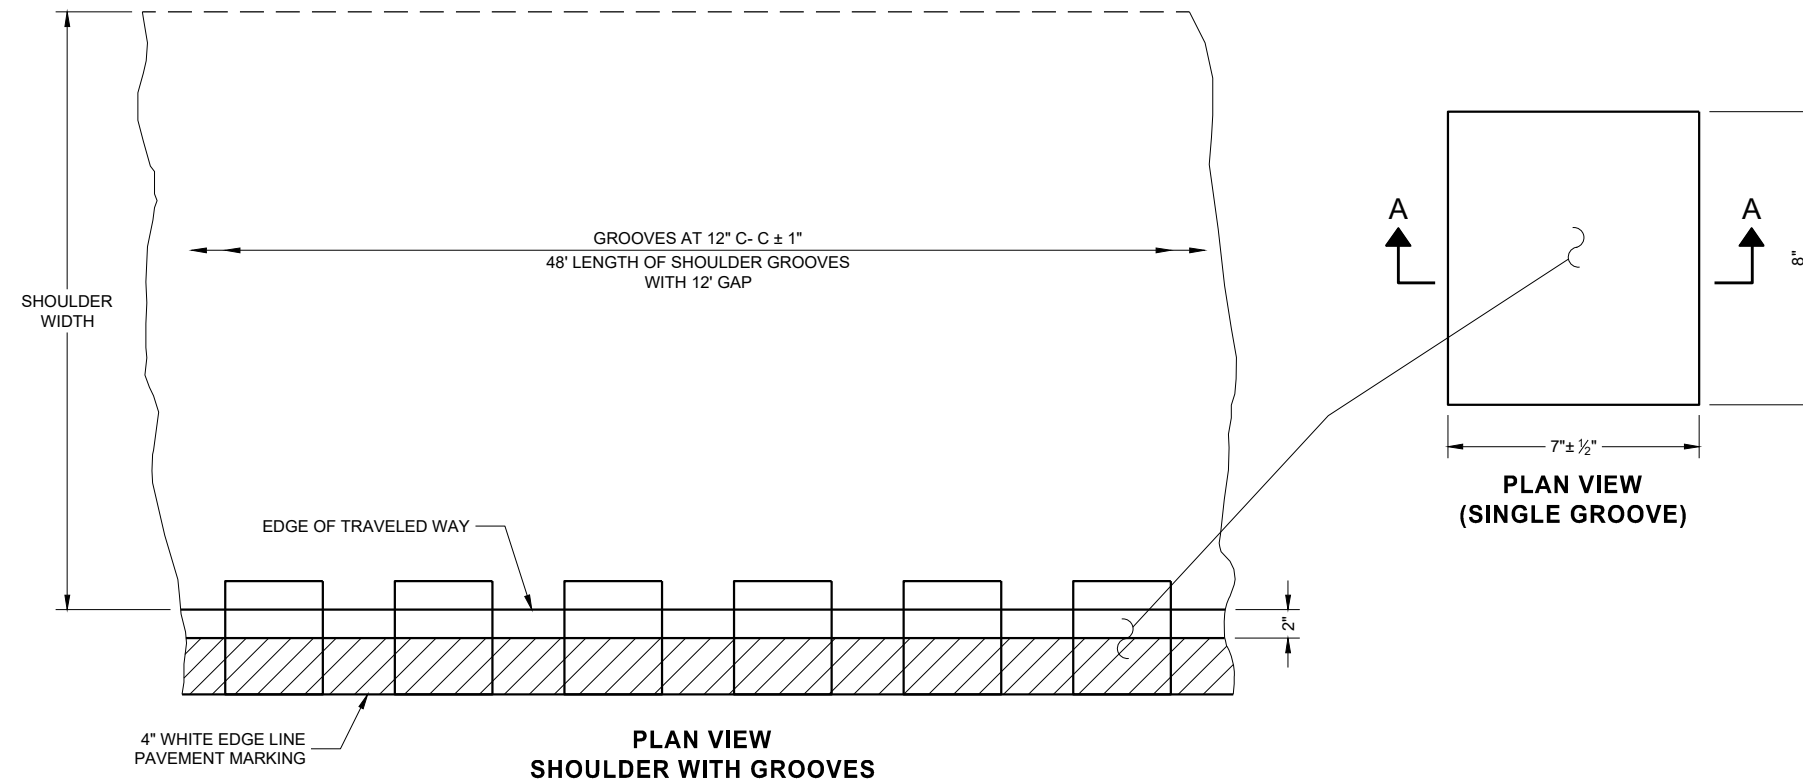 GROOVES AT 12" C- C ± 1"
48' LENGTH OF SHOULDER GROOVES
WITH 12' GAP
SHOULDER
WIDTH
EDGE OF TRAVELED WAY
2"
4" WHITE EDGE LINE
PAVEMENT MARKING
PLAN VIEW
SHOULDER WITH GROOVES
A
A
8"
7"± ½"
PLAN VIEW
(SINGLE GROOVE)